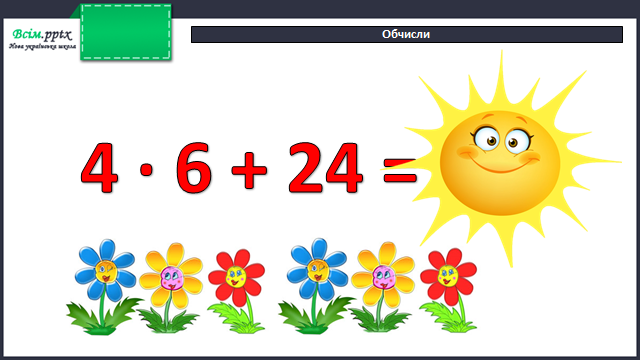 Всім.pptx
Нова українська школа
Обчисли
4 · 6 + 24 =